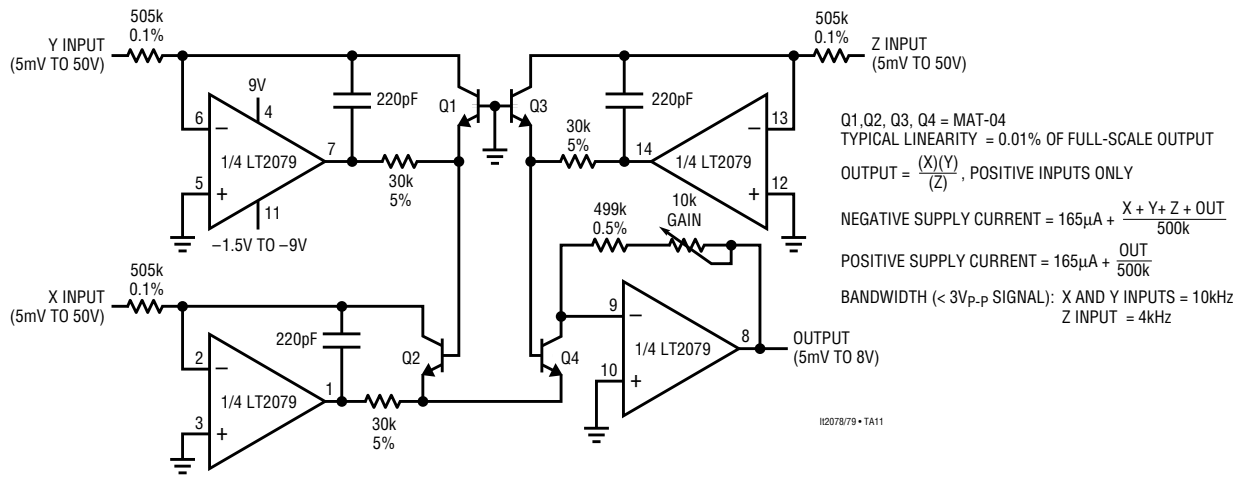 505k
0.1%
Y INPUT
(5mV TO 50V)
9V
4
6
−
220pF
Q1
Q3
220pF
505k
0.1%
Z INPUT
(5mV TO 50V)
−
13
1/4 LT2079
7
30k
5%
30k
5%
14
1/4 LT2079
5
+
11
−1.5V TO −9V
+
12
Q1,Q2, Q3, Q4 = MAT-04
TYPICAL LINEARITY = 0.01% OF FULL-SCALE OUTPUT
OUTPUT = (X)(Y)
(Z)
, POSITIVE INPUTS ONLY
NEGATIVE SUPPLY CURRENT = 165µA + X + Y+ Z + OUT
500k
POSITIVE SUPPLY CURRENT = 165µA + OUT
500k
BANDWIDTH (< 3VP-P SIGNAL): X AND Y INPUTS = 10kHz
Z INPUT = 4kHz
505k
0.1%
X INPUT
(5mV TO 50V)
2
−
220pF
Q2
Q4
1/4 LT2079
1
30k
5%
3
+
499k
0.5%
10k
GAIN
9
−
1/4 LT2079
8
10
+
OUTPUT
(5mV TO 8V)
lt2078/79 • TA11